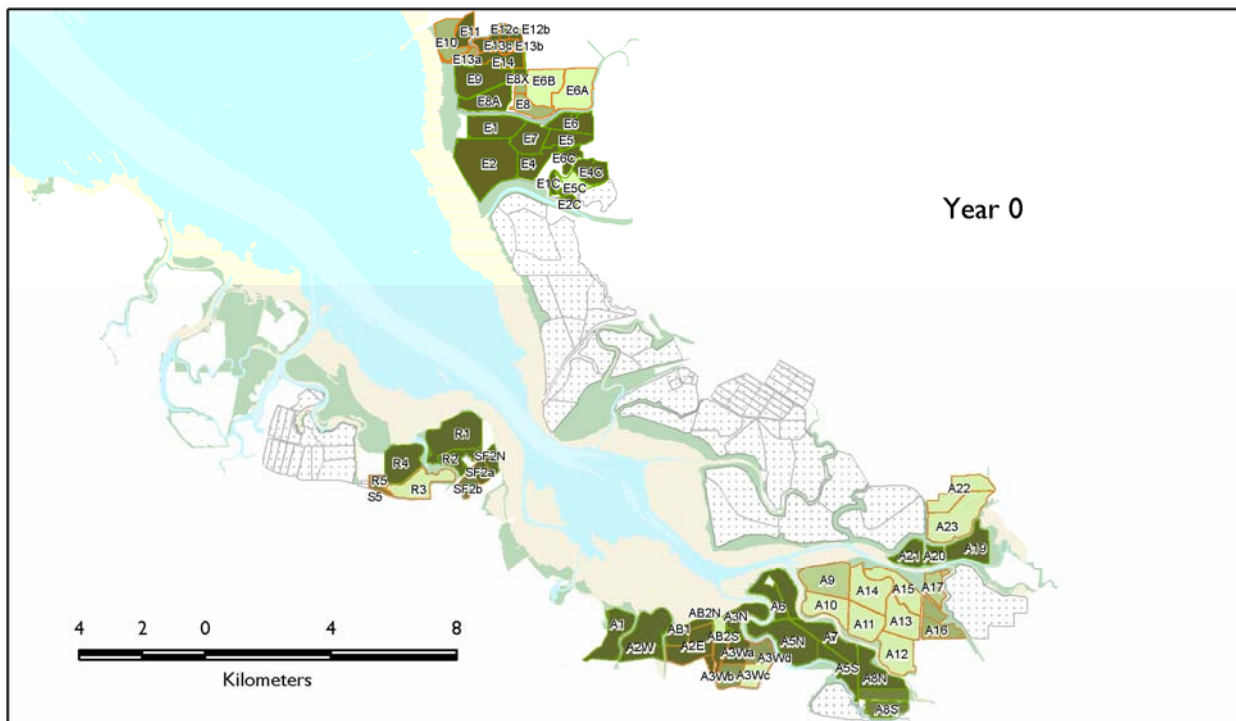 E11 E12c E12b
E10 E13c E13b
E13a E14
E9 E8X E6B
E6A
E8A E8
E1 E6
E7 E5
E2 E4 E6C
E4C
E1C E5C
E2C
Year 0
R1
R4 R2 SF2N
R5 SF2a
S5 R3 SF2b
A22
A23
A21 A20 A19
A9 A14 A15 A17
A10 A11 A13 A16
A12
A6
A1 AB2N A3N
AB1 AB2S
A2W A2E A3Wa A5N A7
A3Wd
A3Wb A3Wc A5S A8N
A8S
4 2 0 4 8
Kilometers